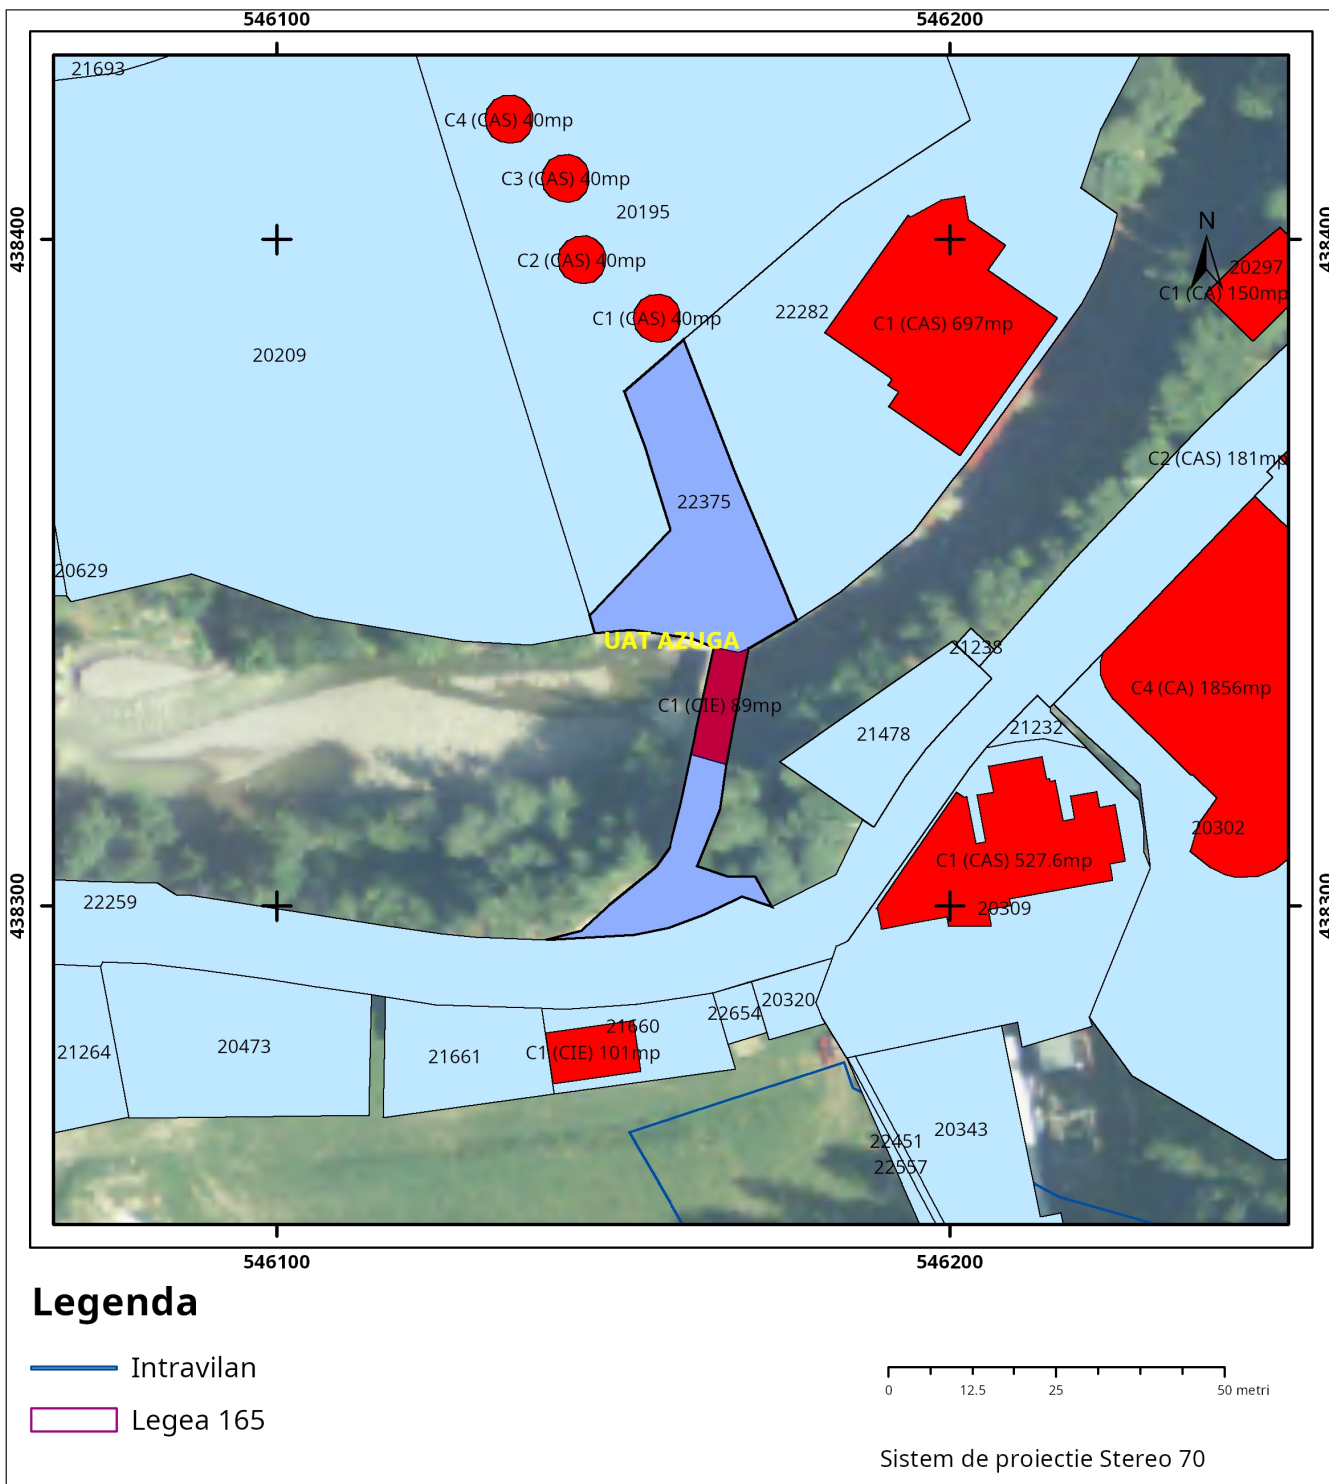 546100
546200
21693
C4 (CAS) 40mp
C3 (CAS) 40mp
20195
438400
438400
N
C2 (CAS) 40mp
20297
C1 (CA) 150mp
22282
C1 (CAS) 40mp
C1 (CAS) 697mp
20209
C2 (CAS) 181mp
22375
20629
UAT AZUGA
21238
C4 (CA) 1856mp
C1 (CIE) 89mp
21478
21232
20302
C1 (CAS) 527.6mp
22259
438300
438300
20309
20320
22654
21660
21264
20473
21661
C1 (CIE) 101mp
20343
22451
22557
546100
546200
Legenda
Intravilan
Legea 165
0 12.5 25 50 metri
Sistem de proiectie Stereo 70